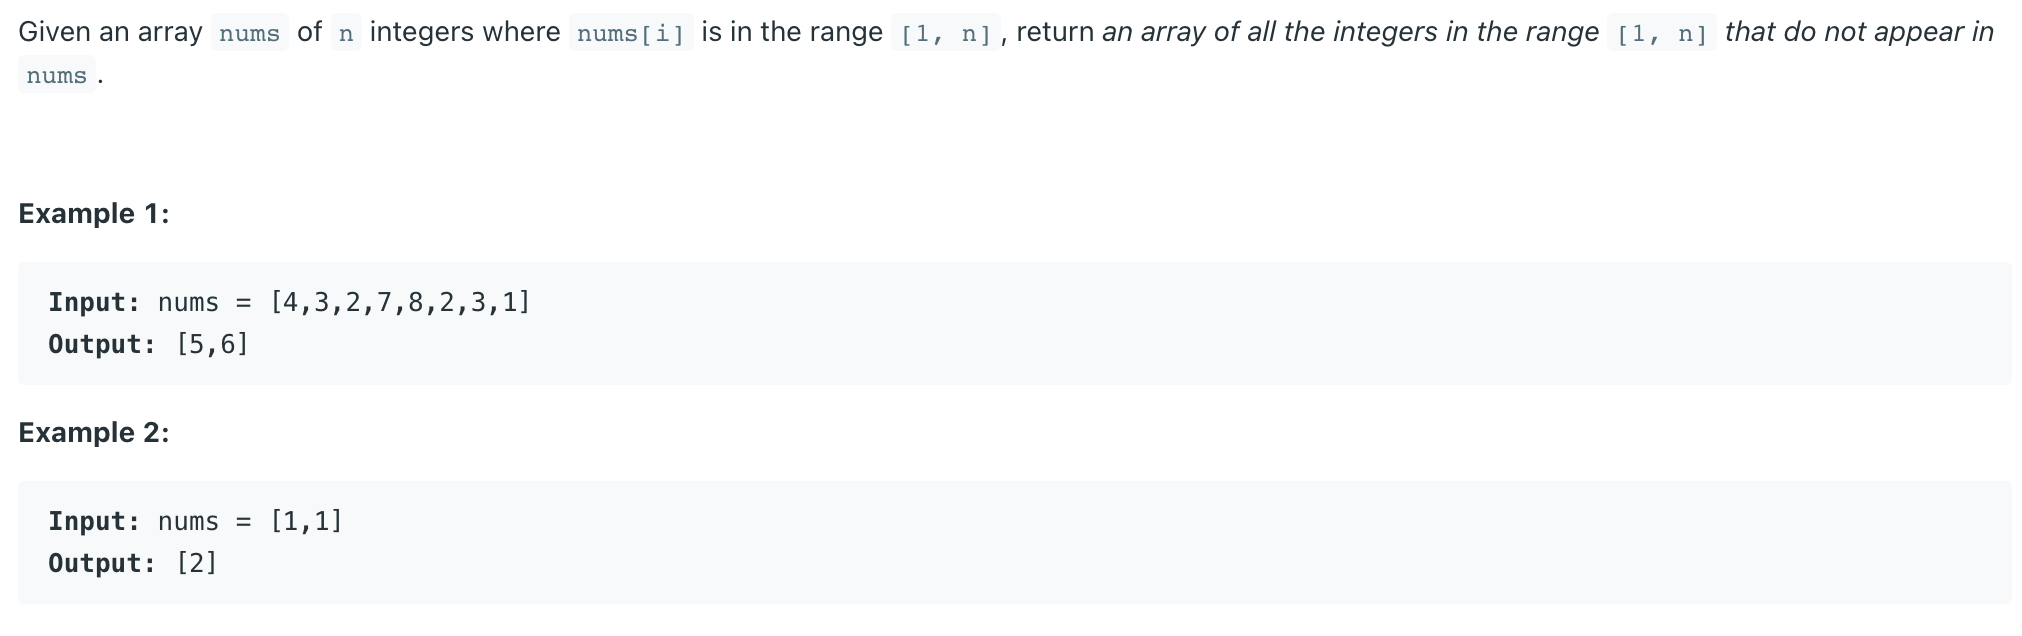 Given an array nums of n integers where nums[i] is in the range [1, n], return an array of all the integers in the range [1, n] that do not appear in
nums.
Example 1:
Input: nums = [4,3,2,7,8,2,3,1]
Output: [5,6]
Example 2:
Input: nums = [1,1]
Output: [2]